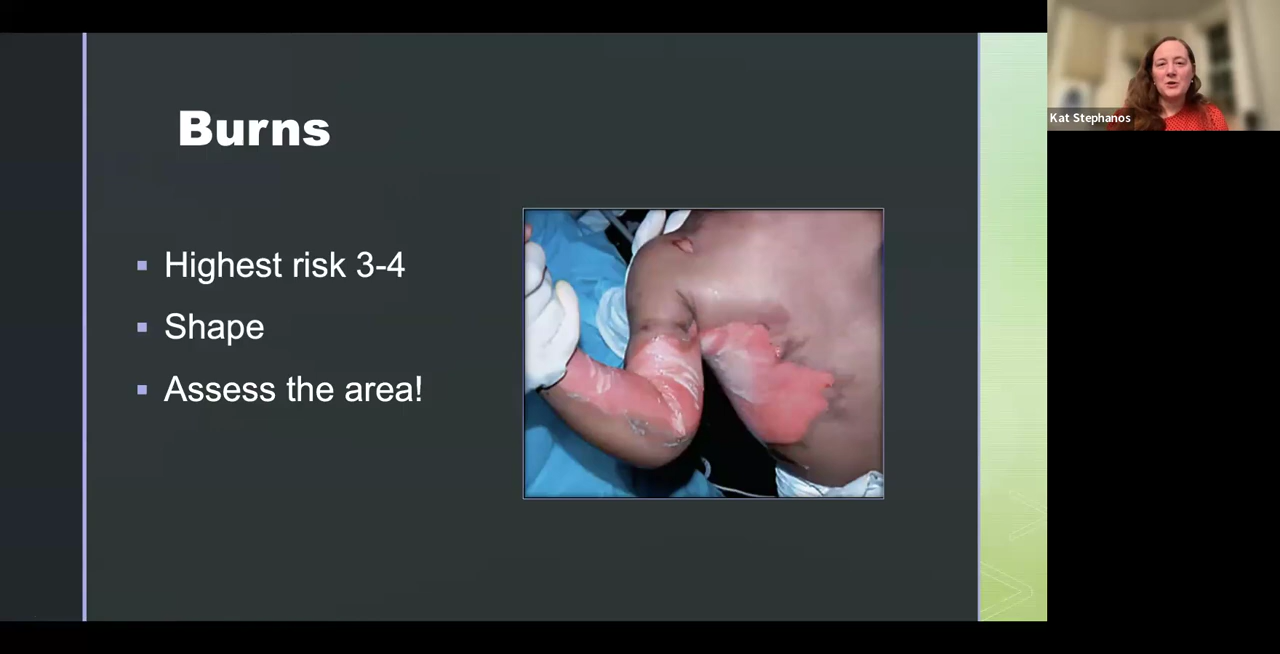 Burns
Highest risk 3-4
Shape
Assess the area!
Kat Stephanos